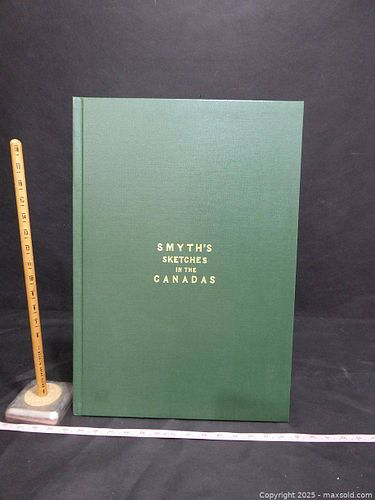 SMYTH'S
SKETCHES
IN THE
CANADAS
Copyright 2025 - maxsold.com